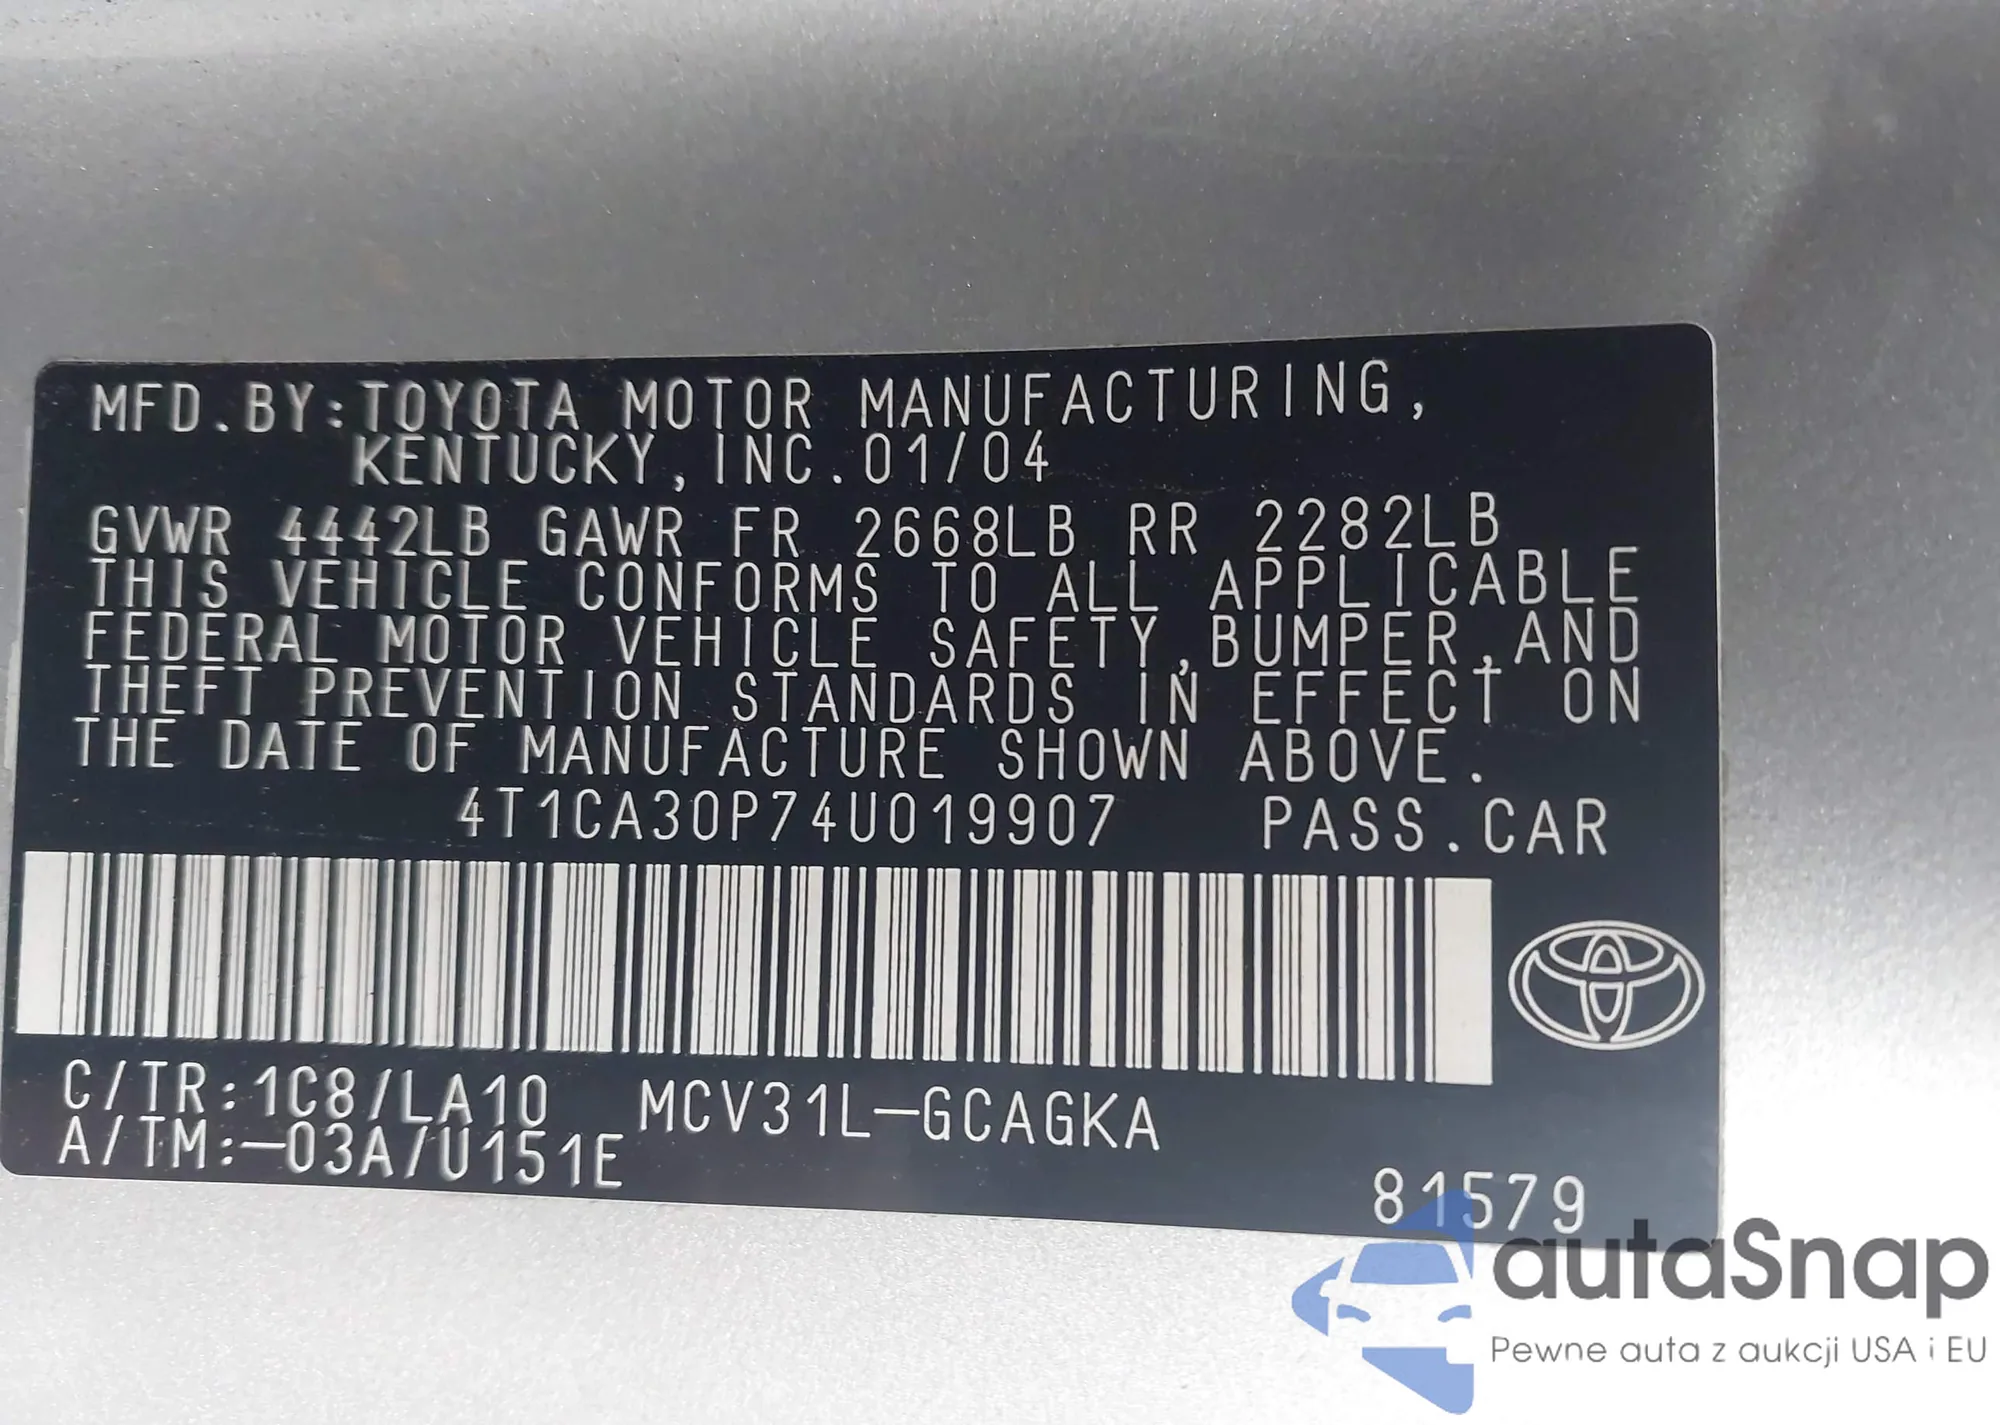 MFD.BY:TOYOTA MOTOR MANUFACTURING,
KENTUCKY, INC.01/04
GVWR 4442LB GAWR FR 2668LB RR 2282LB
THIS VEHICLE CONFORMS TO ALL APPLICABLE
FEDERAL MOTOR VEHICLE SAFETY,BUMPER,AND
THEFT PREVENTION STANDARDS IN EFFECT ON
THE DATE OF MANUFACTURE SHOWN ABOVE.
4T1CA30P74U019907 PASS.CAR
C/TR:1C8/LA10 MCV31L-GCAGKA
A/TM:-03A/U151E
81579
autaSnap
Pewne auta z aukcji USA i EU